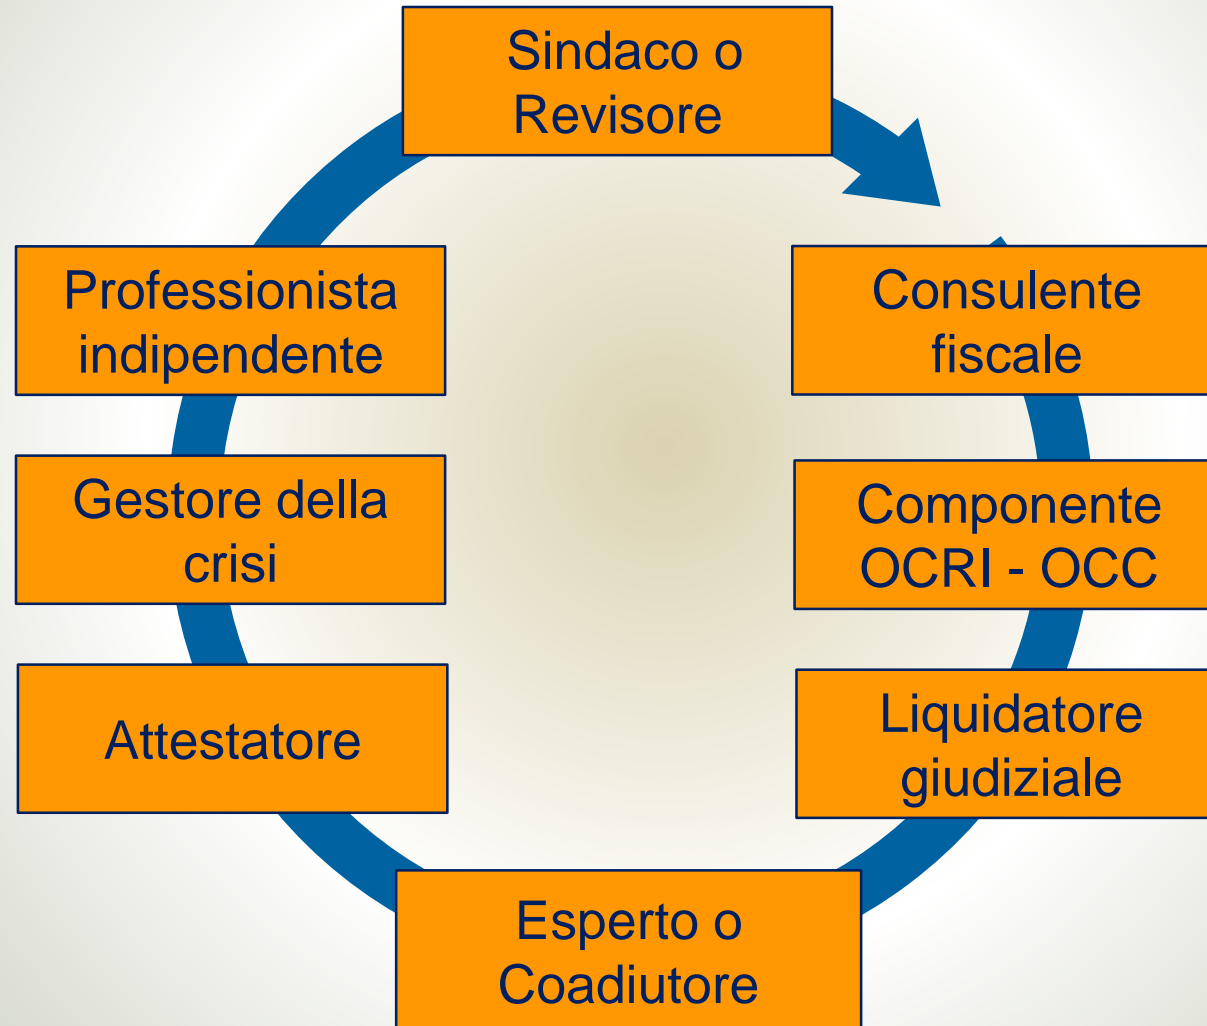 Sindaco o
Revisore
Professionista
indipendente
Consulente
fiscale
Gestore della
crisi
Componente
OCRI - OCC
Attestatore
Liquidatore
giudiziale
Esperto o
Coadiutore